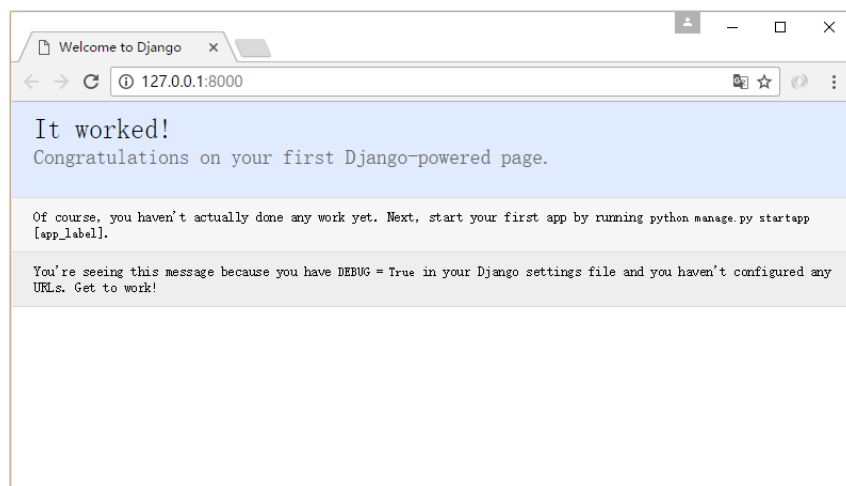 Welcome to Django
127.0.0.1:8000
It worked!
Congratulations on your first Django-powered page.
Of course, you haven't actually done any work yet. Next, start your first app by running python manage.py startapp
[app_label].
You're seeing this message because you have DEBUG = True in your Django settings file and you haven't configured any
URLs. Get to work!